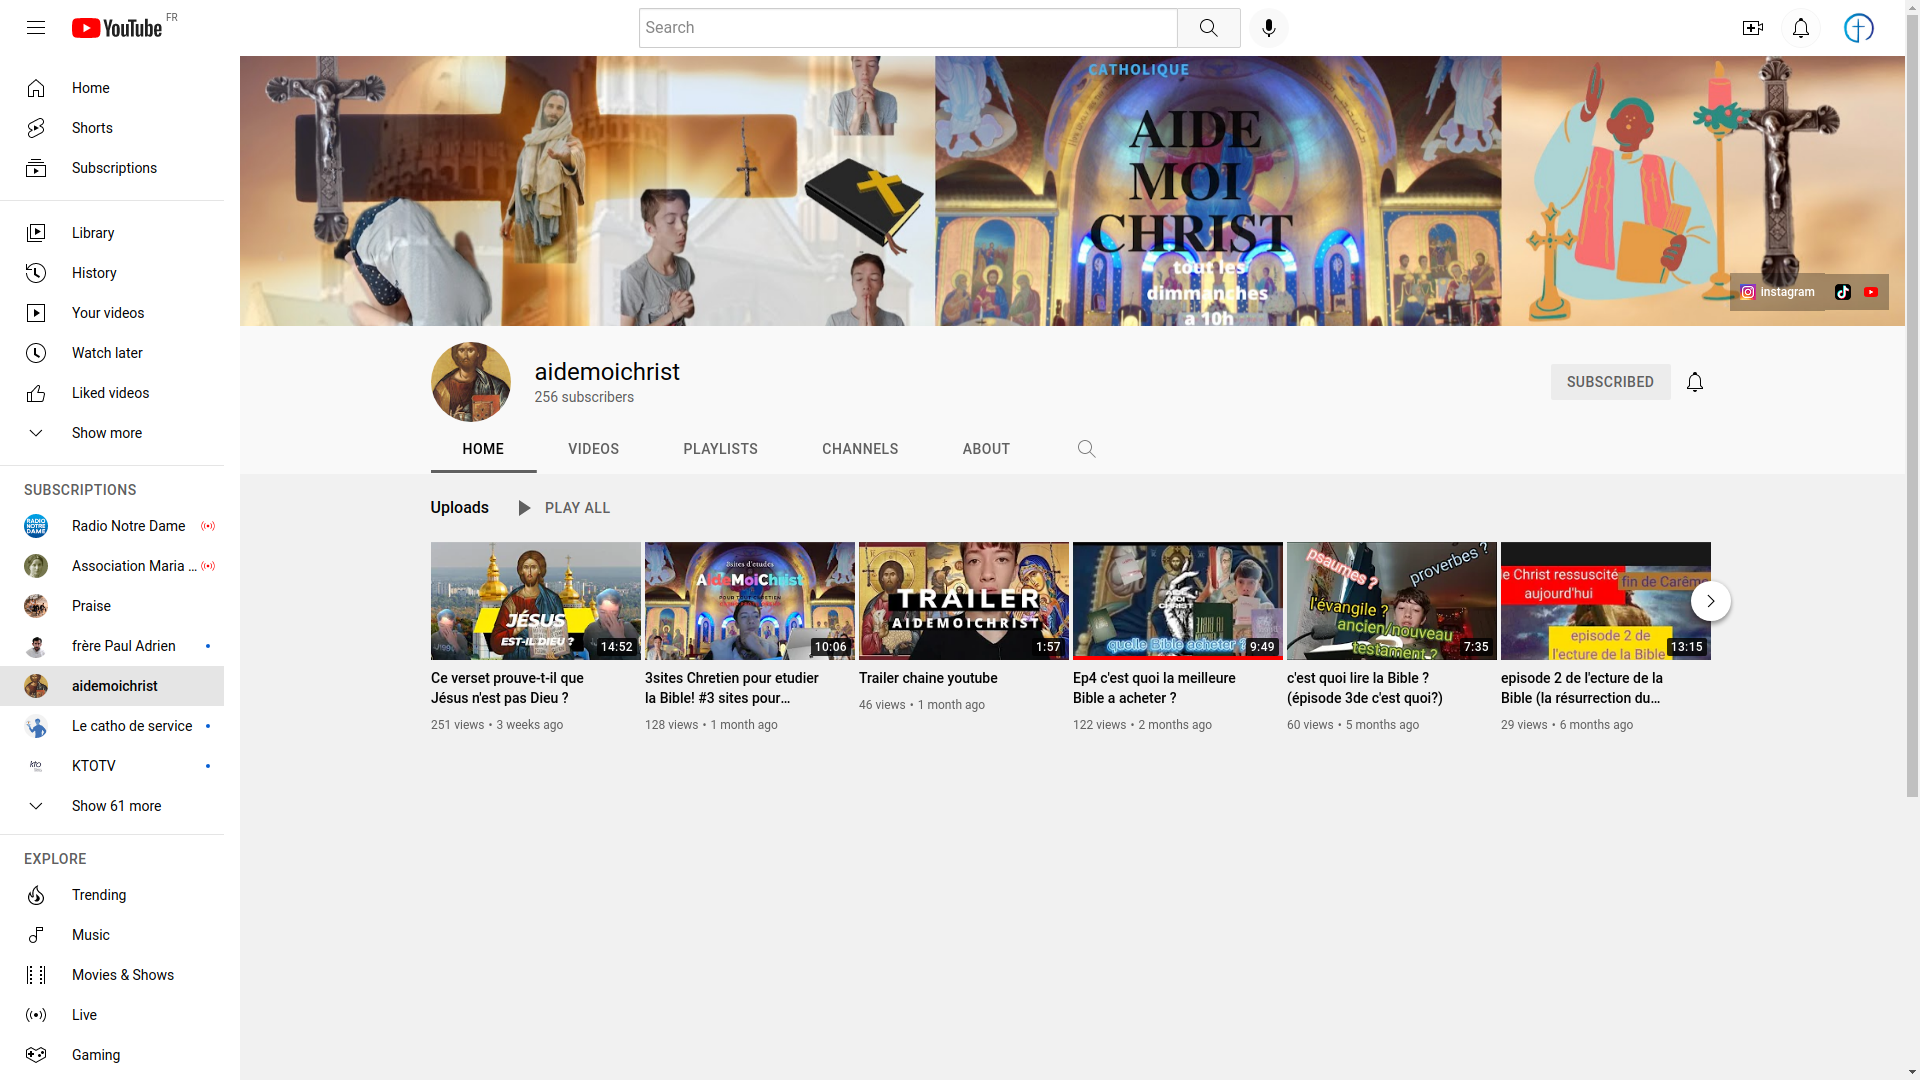 YouTube
FR
Search
Home
Shorts
Subscriptions
Library
History
Your videos
Watch later
Liked videos
Show more
SUBSCRIPTIONS
Radio Notre Dame
Association Maria ...
Praise
frère Paul Adrien
aidemoichrist
Le catho de service
KTOTV
Show 61 more
EXPLORE
Trending
Music
Movies & Shows
Live
Gaming
CATHOLIQUE
AIDE
MOI
CHRIST
tout les
dimmanches
a 10h
instagram
aidemoichrist
256 subscribers
SUBSCRIBED
HOME
VIDEOS
PLAYLISTS
CHANNELS
ABOUT
Uploads
PLAY ALL
JÉSUS
EST-IL DIEU ?
14:52
Ce verset prouve-t-il que
Jésus n'est pas Dieu ?
251 views • 3 weeks ago
3sites d'etudes
AideMoiChrist
POUR TOUT CHRETIEN
10:06
3sites Chretien pour etudier
la Bible! #3 sites pour...
128 views • 1 month ago
TRAILER
AIDEMOICHRIST
1:57
Trailer chaine youtube
46 views • 1 month ago
quelle Bible acheter ?
9:49
Ep4 c'est quoi la meilleure
Bible a acheter ?
122 views • 2 months ago
psaumes ?
proverbes ?
l'évangile ?
ancien/nouveau
testament ?
7:35
c'est quoi lire la Bible ?
(épisode 3de c'est quoi?)
60 views • 5 months ago
le Christ ressuscité
aujourd'hui
fin de Carême
episode 2 de
l'ecture de la Bible
13:15
episode 2 de l'ecture de la
Bible (la résurrection du...
29 views • 6 months ago